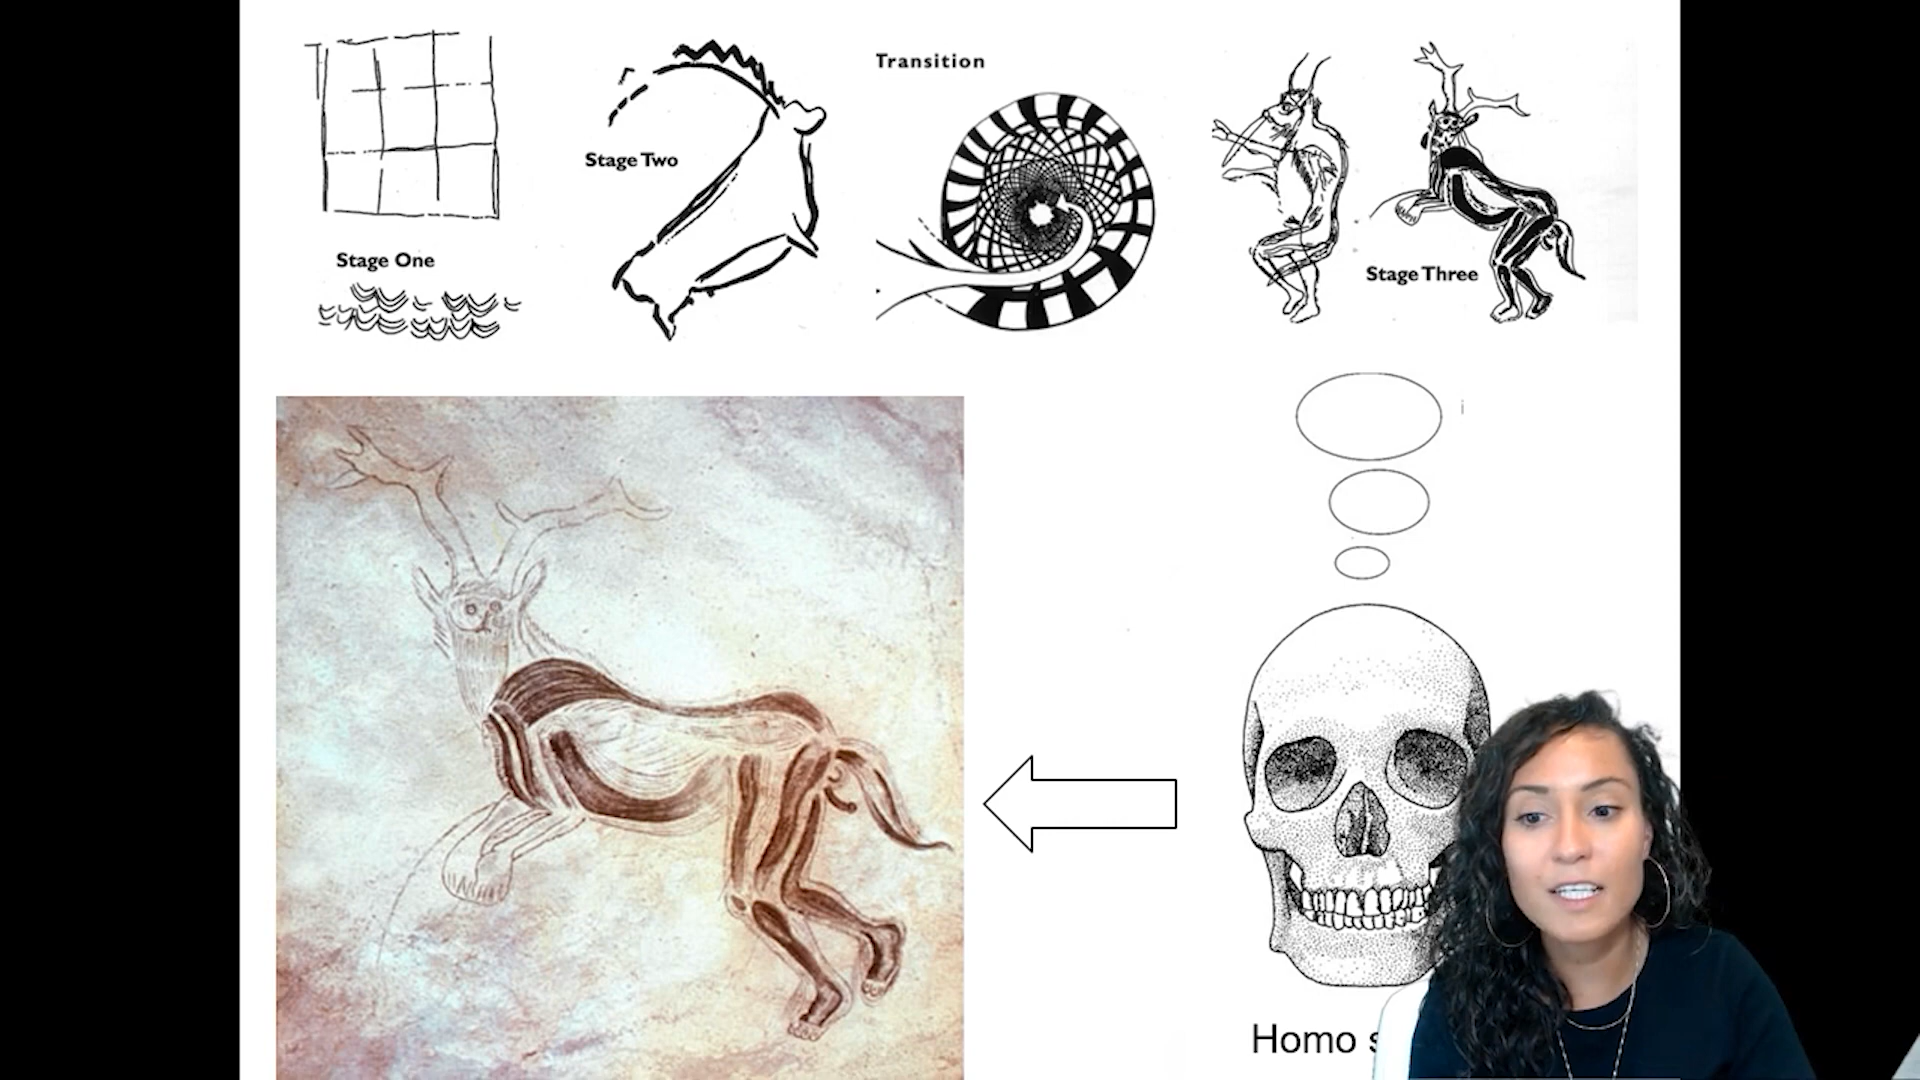 Transition
Stage Two
Stage One
Stage Three
Homo